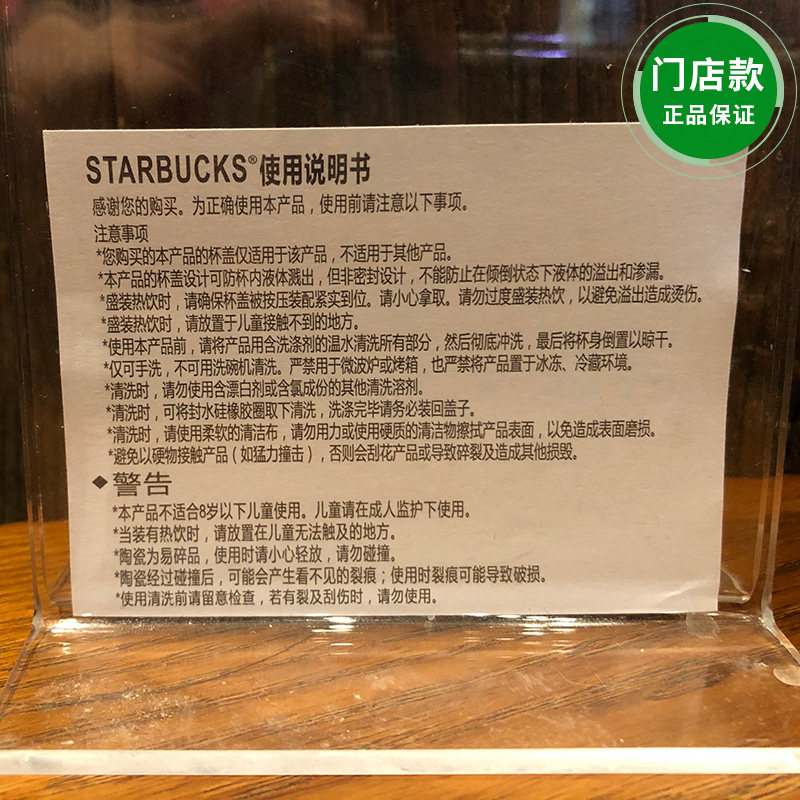 门店款
正品保证
STARBUCKS®使用说明书
感谢您的购买。为正确使用本产品，使用前请注意以下事项。
注意事项
*您购买的本产品的杯盖仅适用于该产品，不适用于其他产品。
*本产品的杯盖设计可防杯内液体溅出，但非密封设计，不能防止在倾倒状态下液体的溢出和渗漏。
*盛装热饮时，请确保杯盖被按压装配紧实到位。请小心拿取。请勿过度盛装热饮，以避免溢出造成烫伤。
*盛装热饮时，请放置于儿童接触不到的地方。
*使用本产品前，请将产品用含洗涤剂的温水清洗所有部分，然后彻底冲洗，最后将杯身倒置以晾干。
*仅可手洗，不可用洗碗机清洗。严禁用于微波炉或烤箱，也严禁将产品置于冰冻、冷藏环境。
*清洗时，请勿使用含漂白剂或含氯成份的其他清洗溶剂。
*清洗时，可将封水硅橡胶圈取下清洗，洗涤完毕请务必装回盖子。
*清洗时，请使用柔软的清洁布，请勿用力或使用硬质的清洁物擦拭产品表面，以免造成表面磨损。
*避免以硬物接触产品（如猛力撞击），否则会刮花产品或导致碎裂及造成其他损毁。
◆警告
*本产品不适合8岁以下儿童使用。儿童请在成人监护下使用。
*当装有热饮时，请放置在儿童无法触及的地方。
*陶瓷为易碎品，使用时请小心轻放，请勿碰撞。
*陶瓷经过碰撞后，可能会产生看不见的裂痕；使用时裂痕可能导致破损。
*使用清洗前请留意检查，若有裂及刮伤时，请勿使用。